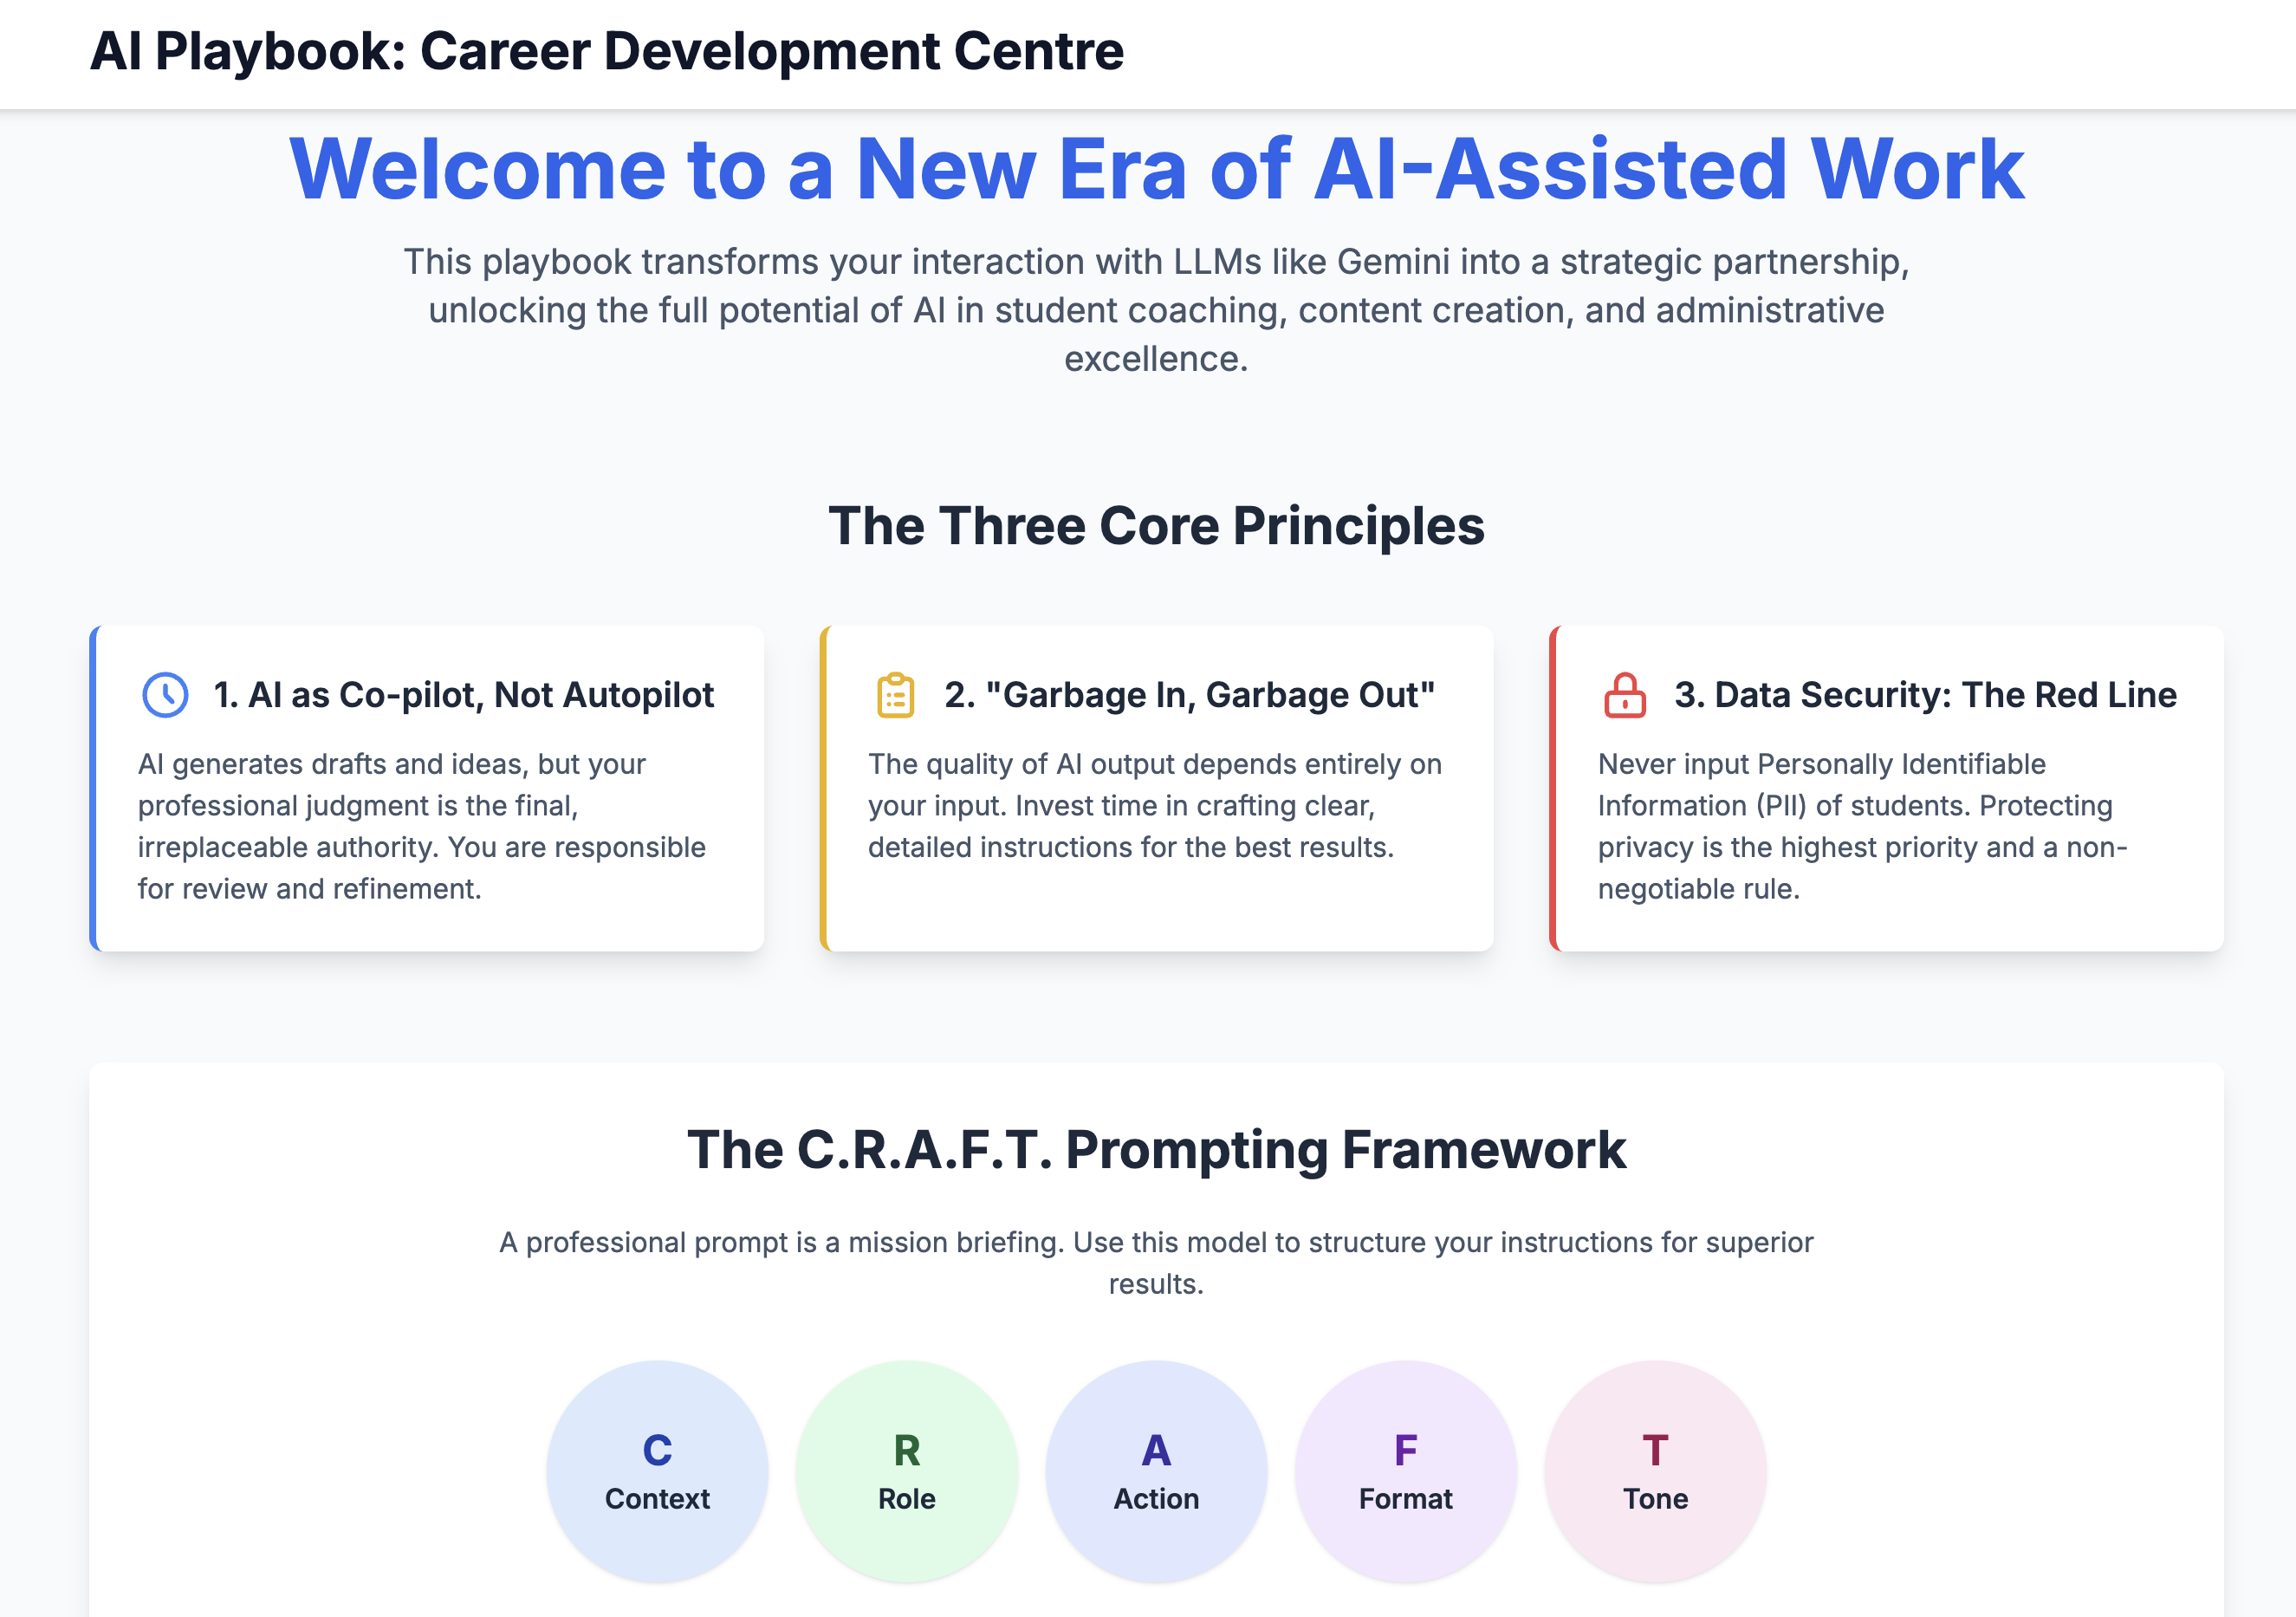 AI Playbook: Career Development Centre
Welcome to a New Era of AI-Assisted Work
This playbook transforms your interaction with LLMs like Gemini into a strategic partnership,
unlocking the full potential of AI in student coaching, content creation, and administrative
excellence.
The Three Core Principles
1. AI as Co-pilot, Not Autopilot
AI generates drafts and ideas, but your
professional judgment is the final,
irreplaceable authority. You are responsible
for review and refinement.
2. "Garbage In, Garbage Out"
The quality of AI output depends entirely on
your input. Invest time in crafting clear,
detailed instructions for the best results.
3. Data Security: The Red Line
Never input Personally Identifiable
Information (PII) of students. Protecting
privacy is the highest priority and a non-
negotiable rule.
The C.R.A.F.T. Prompting Framework
A professional prompt is a mission briefing. Use this model to structure your instructions for superior
results.
C
Context
R
Role
A
Action
F
Format
T
Tone